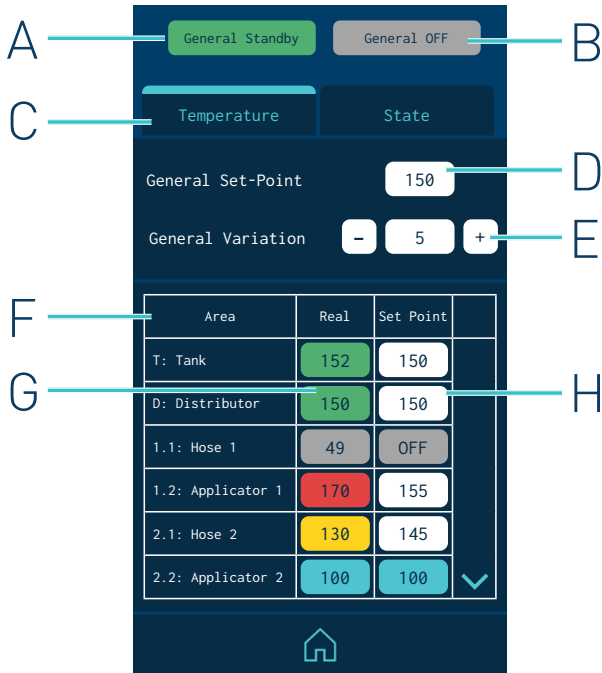 A General Standby General OFF B
C Temperature State
General Set-Point 150 D
General Variation - 5 + E
F Area Real Set Point
T: Tank 152 150
G D: Distributor 150 150 H
1.1: Hose 1 49 OFF
1.2: Applicator 1 170 155
2.1: Hose 2 130 145
2.2: Applicator 2 100 100